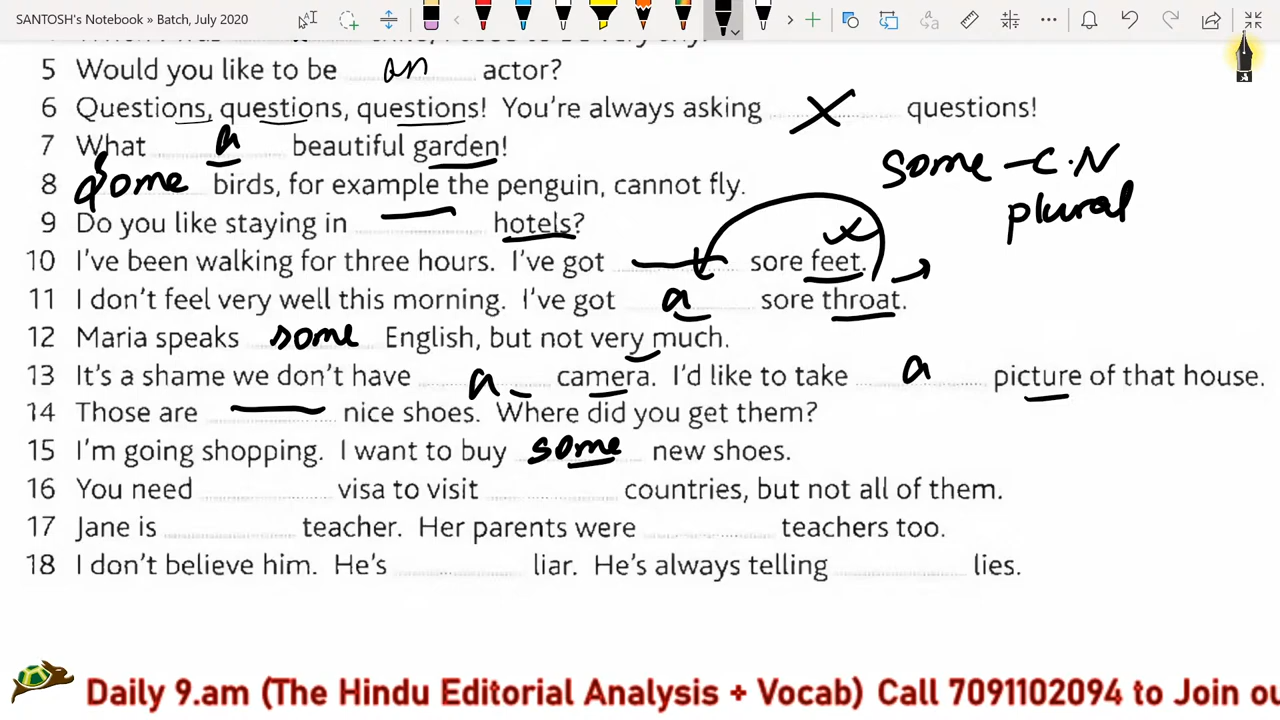 SANTOSH's Notebook » Batch, July 2020
5 Would you like to be an actor?
6 Questions, questions, questions! You're always asking X questions!
7 What a beautiful garden!
8 Some birds, for example the penguin, cannot fly.
some - C.N
plural
9 Do you like staying in hotels?
10 I've been walking for three hours. I've got sore feet.
11 I don't feel very well this morning. I've got a sore throat.
12 Maria speaks some English, but not very much.
13 It's a shame we don't have a camera. I'd like to take a picture of that house.
14 Those are nice shoes. Where did you get them?
15 I'm going shopping. I want to buy some new shoes.
16 You need visa to visit countries, but not all of them.
17 Jane is teacher. Her parents were teachers too.
18 I don't believe him. He's liar. He's always telling lies.
Daily 9.am (The Hindu Editorial Analysis + Vocab) Call 7091102094 to Join